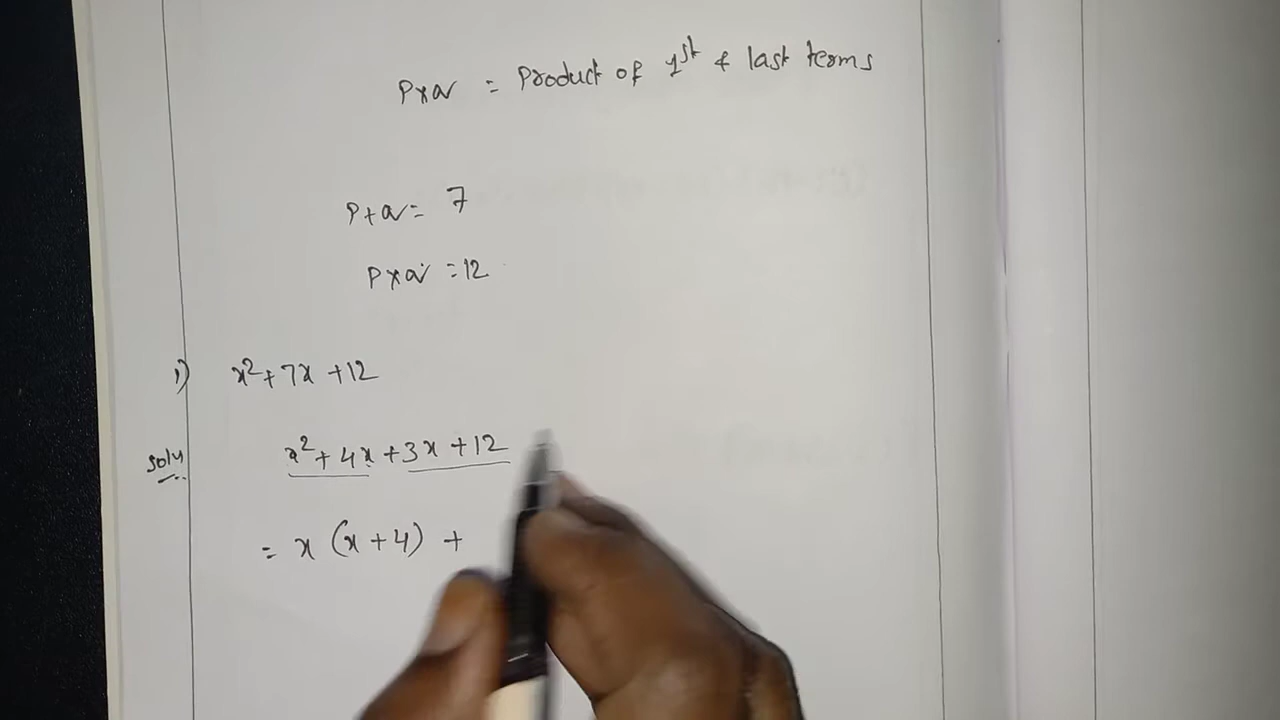 P×Q = Product of 1st & last terms
P+Q = 7
P×Q = 12
1) x²+7x+12
Soln x²+4x+3x+12
= x (x+4) +